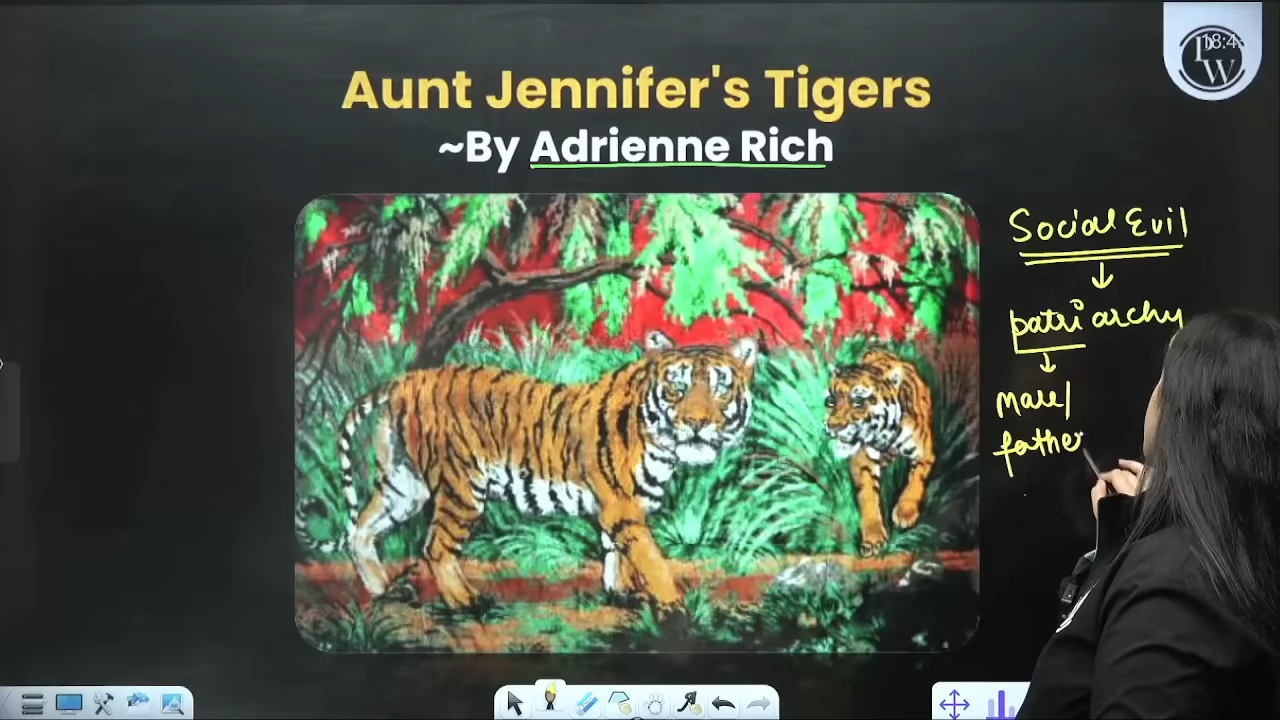 Aunt Jennifer's Tigers
~By Adrienne Rich
Social Evil
patriarchy
Male/
father